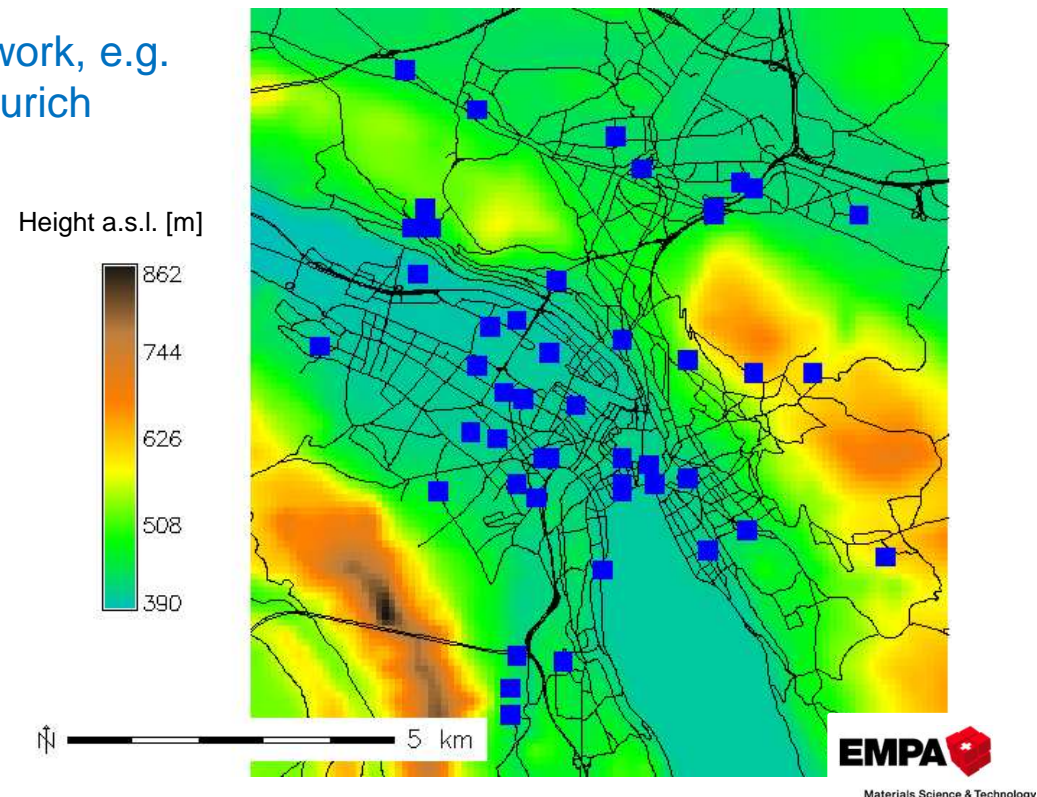 work, e.g.
urich
Height a.s.l. [m]
862
744
626
508
390
N
5 km
EMPA
Materials Science & Technology